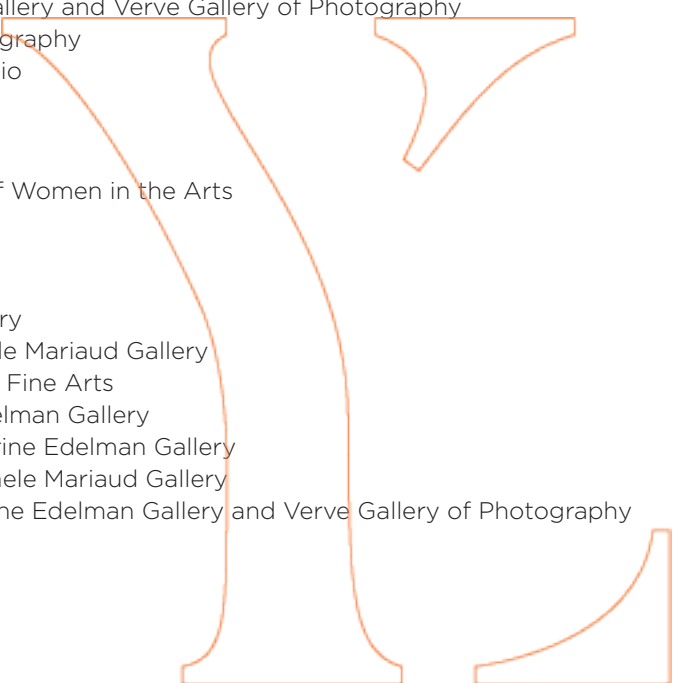 allery and Verve Gallery of Photography
graphy
io
f Women in the Arts
ry
le Mariaud Gallery
Fine Arts
elman Gallery
rine Edelman Gallery
hele Mariaud Gallery
ne Edelman Gallery and Verve Gallery of Photography